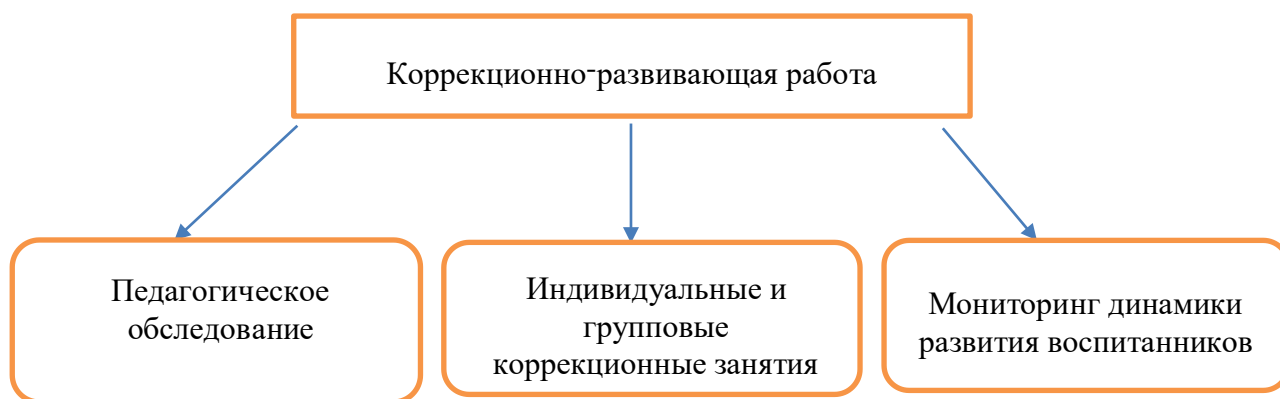 Коррекционно-развивающая работа
Педагогическое
обследование
Индивидуальные и
групповые
коррекционные занятия
Мониторинг динамики
развития воспитанников